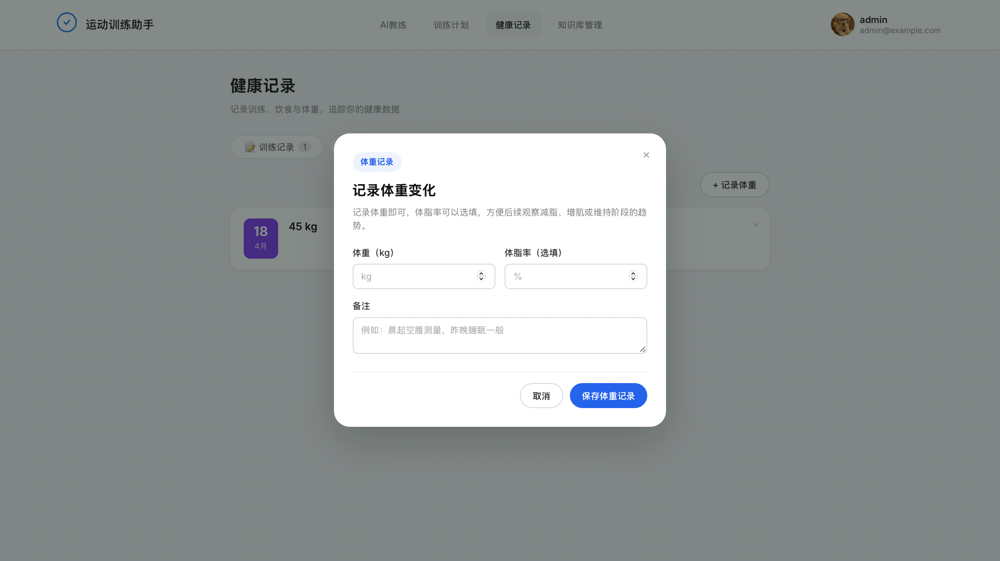 运动训练助手
AI教练
训练计划
健康记录
知识库管理
admin
admin@example.com
健康记录
记录训练、饮食与体重，追踪你的健康数据
训练记录 1
+ 记录体重
18
4月
45 kg
×
体重记录
×
记录体重变化
记录体重即可，体脂率可以选填，方便后续观察减脂、增肌或维持阶段的趋
势。
体重（kg）
体脂率（选填）
kg
%
备注
例如：晨起空腹测量，昨晚睡眠一般
取消
保存体重记录